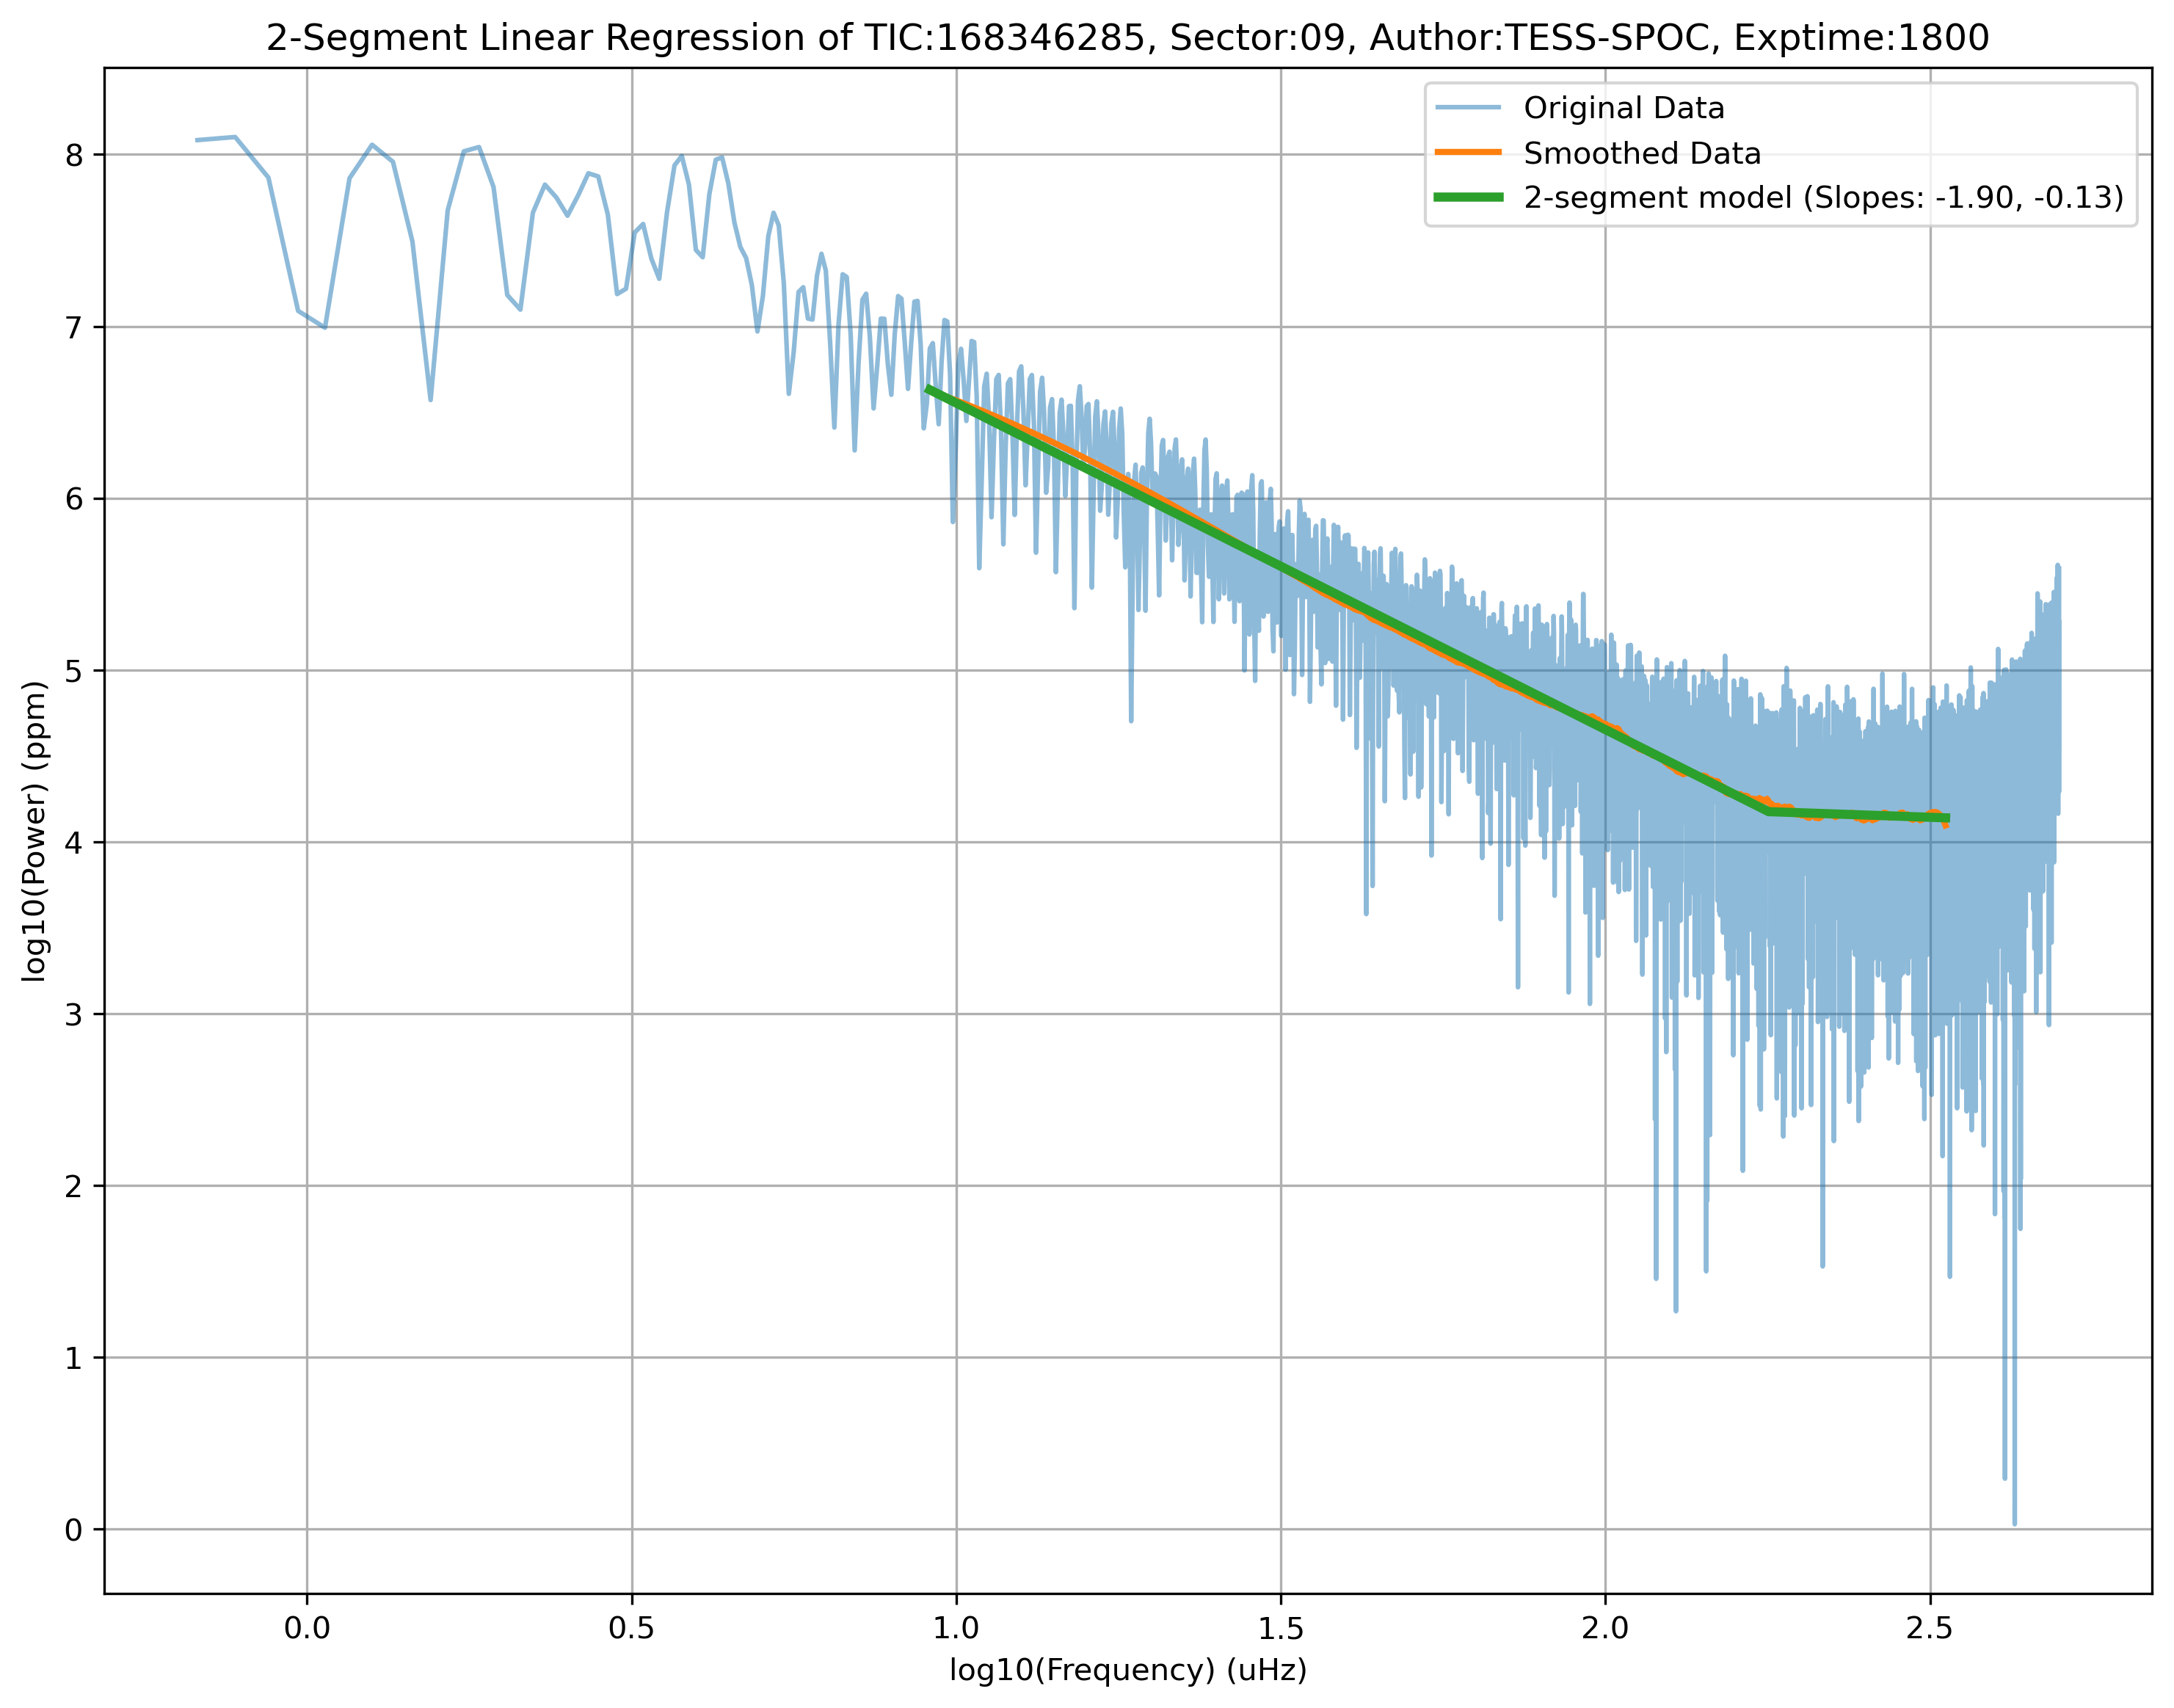 2-Segment Linear Regression of TIC:168346285, Sector:09, Author:TESS-SPOC, Exptime:1800
Original Data
Smoothed Data
2-segment model (Slopes: -1.90, -0.13)
log10(Power) (ppm)
8
7
6
5
4
3
2
1
0
0.0 0.5 1.0 1.5 2.0 2.5
log10(Frequency) (uHz)